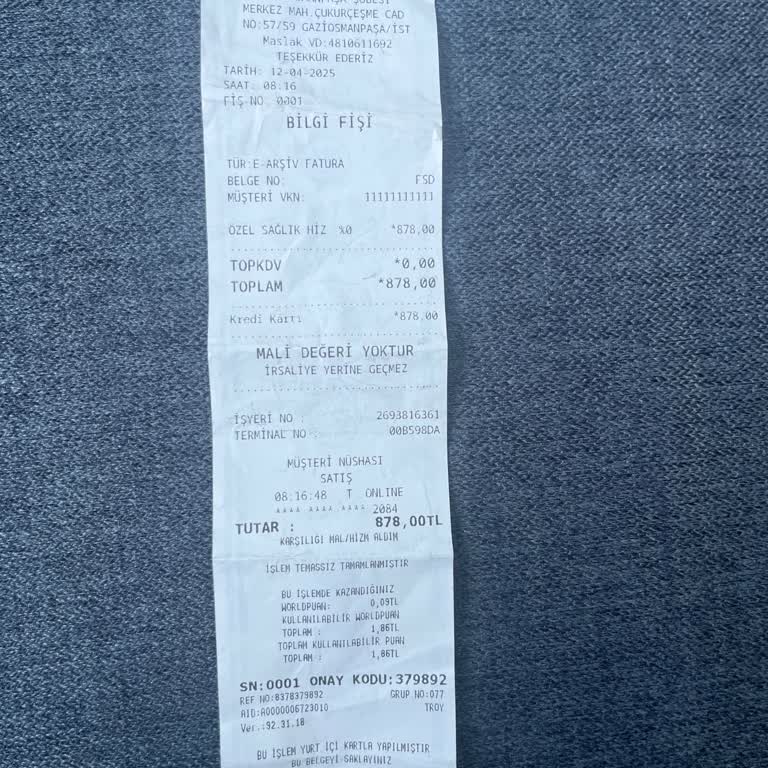 ŞUBESİ
MERKEZ MAH.ÇUKURÇEŞME CAD
NO:57/59 GAZİOSMANPAŞA/İST
Maslak VD:4810611692
TEŞEKKÜR EDERİZ
TARİH: 12-04-2025
SAAT: 08:16
FİŞ NO 0001
BİLGİ FİŞİ
TÜR:E-ARŞİV FATURA
BELGE NO: FSD
MÜŞTERİ VKN: 11111111111
ÖZEL SAĞLIK HİZ %0 *878,00
TOPKDV *0,00
TOPLAM *878,00
Kredi Kartı *878,00
MALİ DEĞERİ YOKTUR
İRSALİYE YERİNE GEÇMEZ
İŞYERİ NO : 2693816361
TERMİNAL NO : 00B598DA
MÜŞTERİ NÜSHASI
SATIŞ
08:16:48 T ONLINE
**** **** **** 2084
TUTAR : 878,00TL
KARŞILIĞI MAL/HİZM ALDIM
İŞLEM TEMASSIZ TAMAMLANMIŞTIR
BU İŞLEMDE KAZANDIĞINIZ
WORLDPUAN: 0,09TL
KULLANILABİLİR WORLDPUAN
TOPLAM : 1,86TL
TOPLAM KULLANILABİLİR PUAN
TOPLAM : 1,86TL
SN:0001 ONAY KODU:379892
REF NO:8378379892 GRUP NO:077
AID:A0000006723010 TROY
Ver.:92.31.18
BU İŞLEM YURT İÇİ KARTLA YAPILMIŞTIR
BU BELGEYİ SAKLAYINIZ